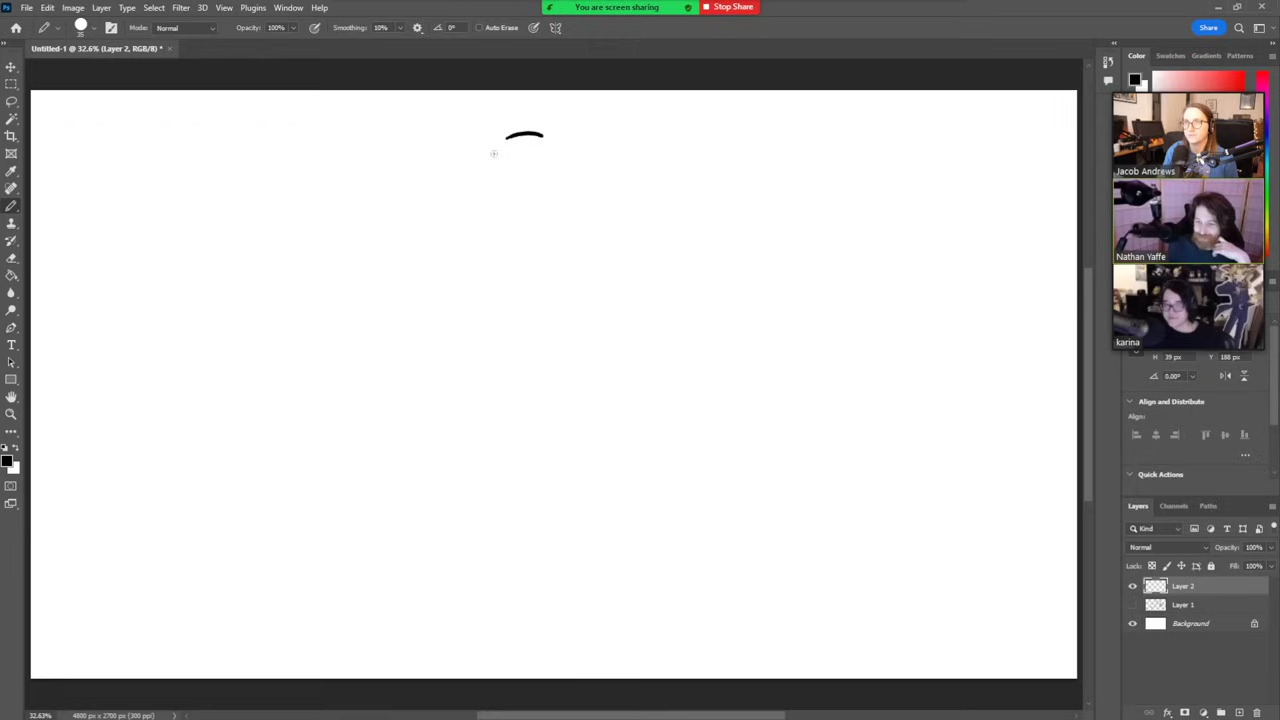 File Edit Image Layer Type Select Filter 3D View Plugins Window Help
You are screen sharing Stop Share
35 Mode: Normal Opacity: 100% Smoothing: 10% 0° Auto Erase Share
Untitled-1 @ 32.6% (Layer 2, RGB/8) *
Color Swatches Gradients Patterns
Jacob Andrews
Nathan Yaffe
karina
H 39 px Y 188 px
0.00°
Align and Distribute
Align:
Quick Actions
Layers Channels Paths
Kind
Normal Opacity: 100%
Lock: Fill: 100%
Layer 2
Layer 1
Background
32.63% 4800 px x 2700 px (300 ppi)